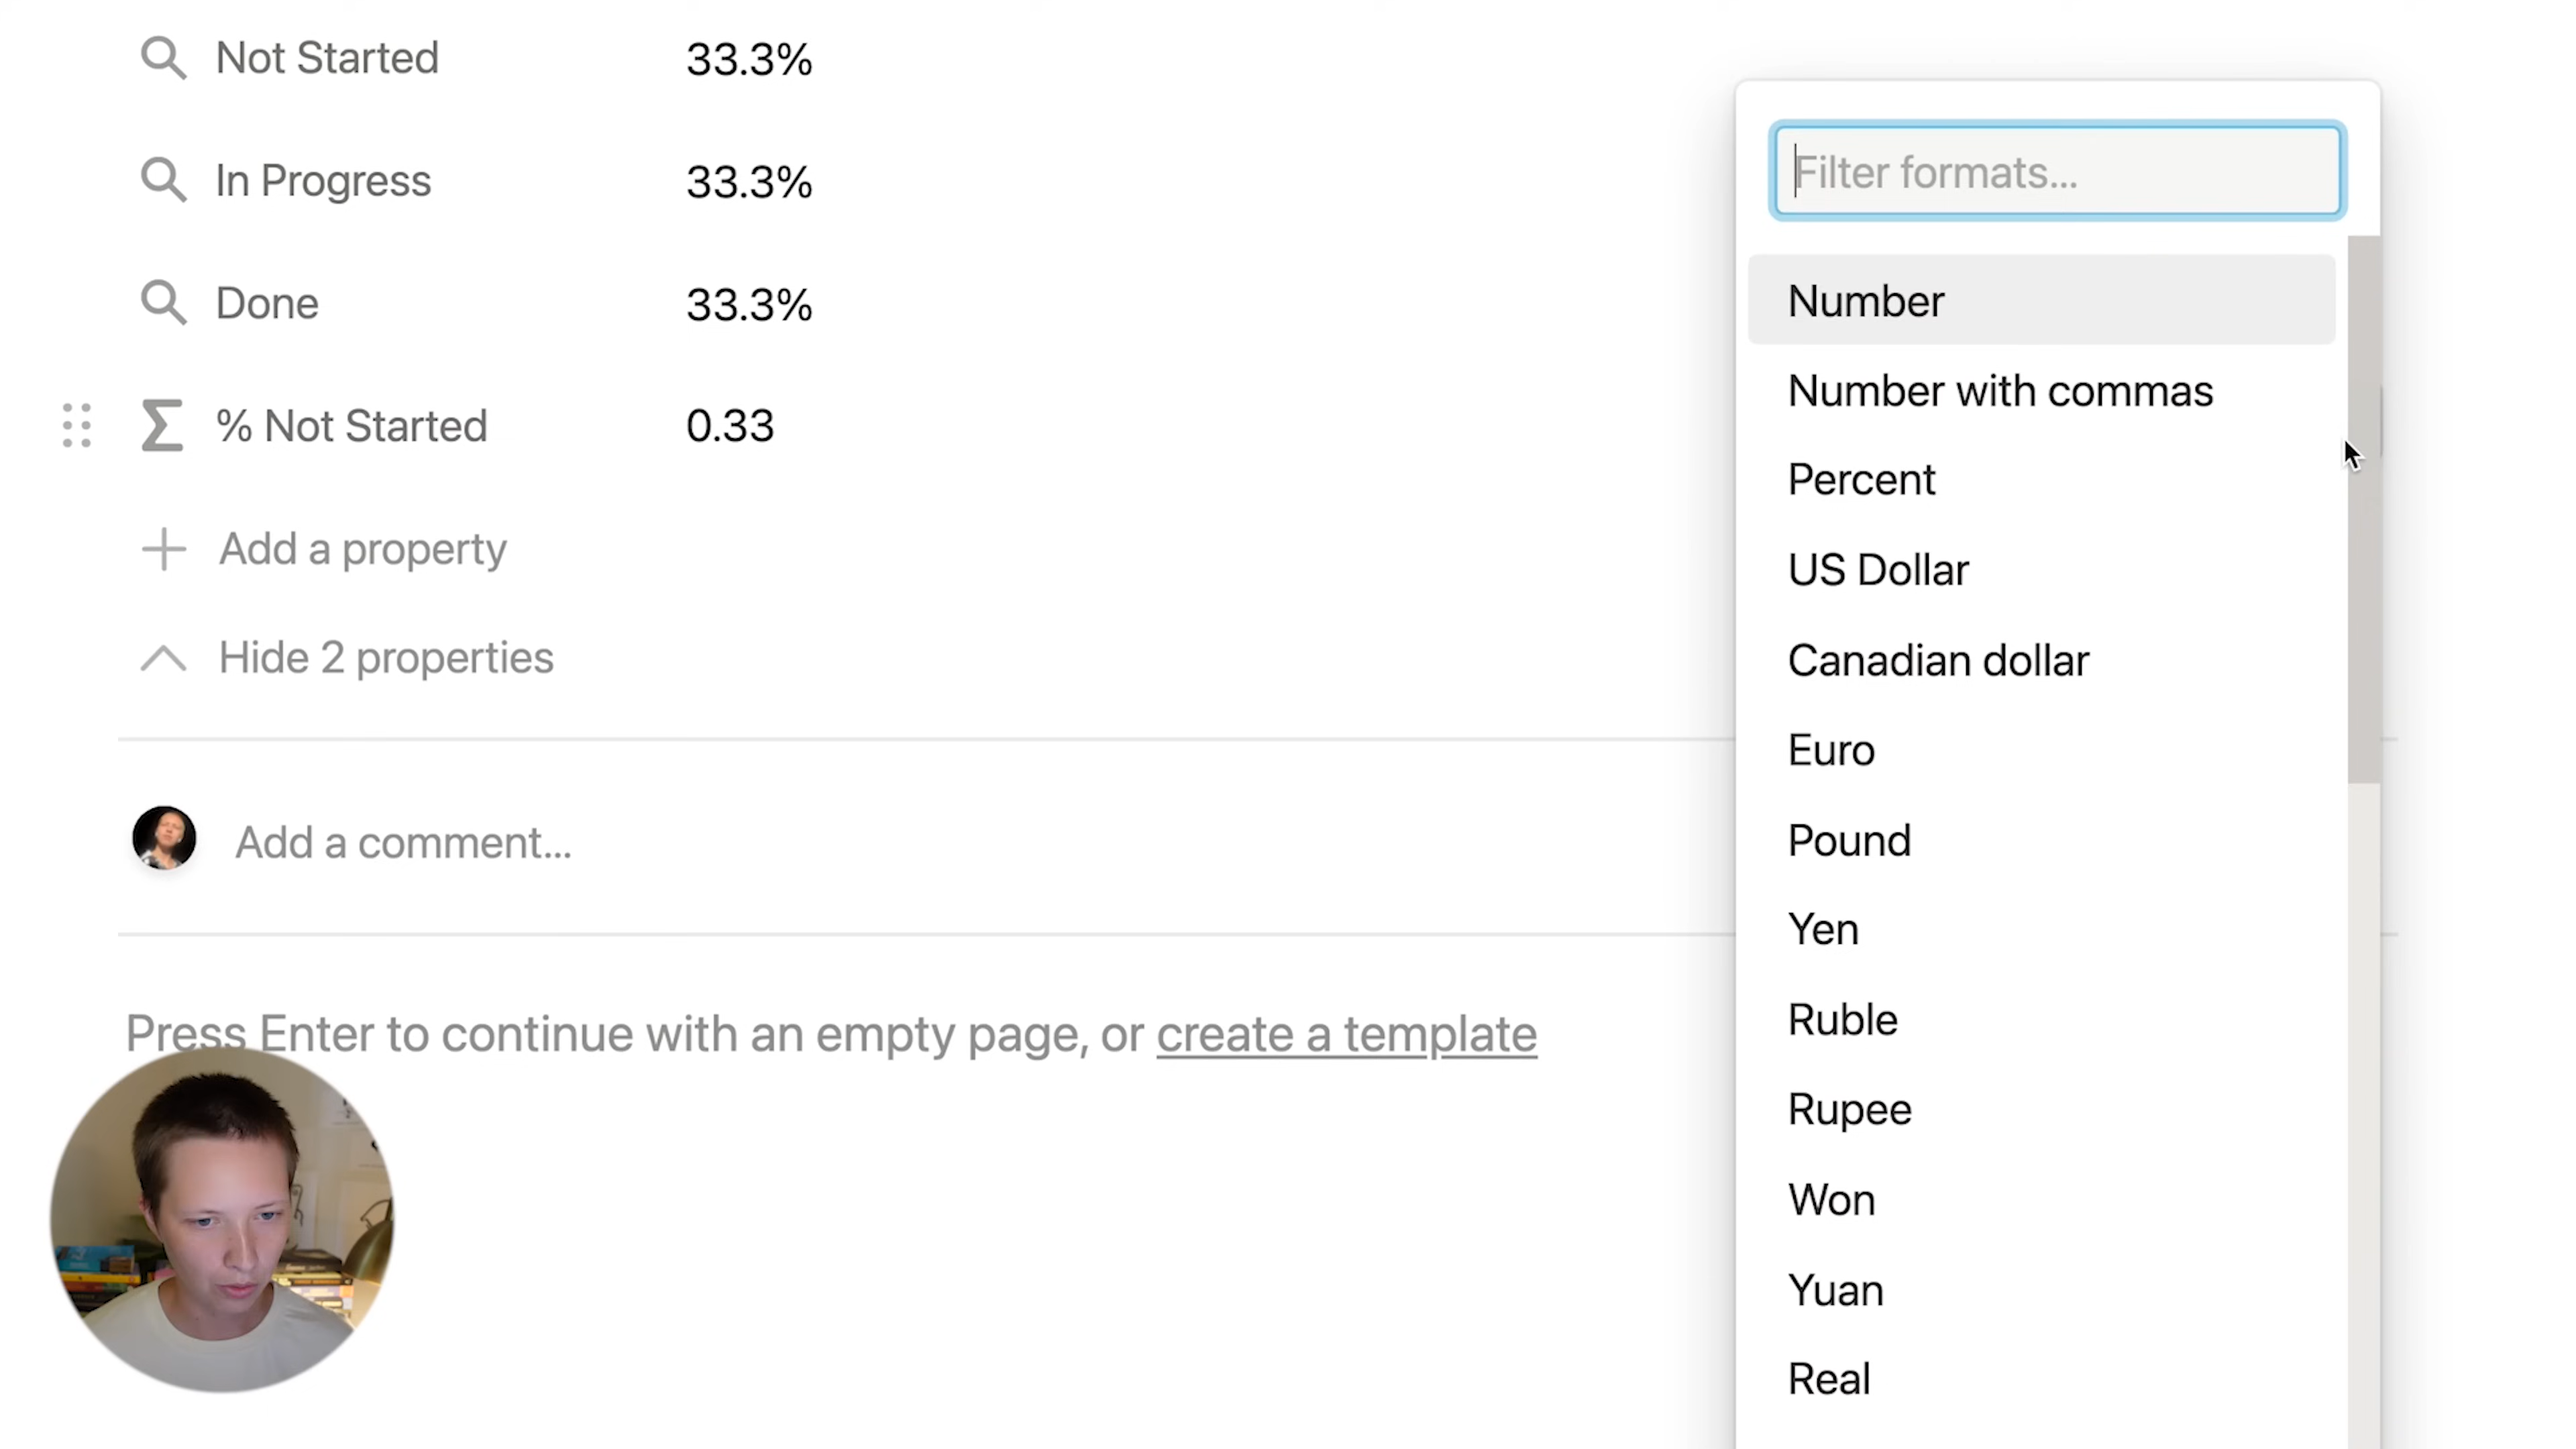 Not Started 33.3%
In Progress 33.3%
Done 33.3%
% Not Started 0.33
Add a property
Hide 2 properties
Add a comment...
Press Enter to continue with an empty page, or create a template
Filter formats...
Number
Number with commas
Percent
US Dollar
Canadian dollar
Euro
Pound
Yen
Ruble
Rupee
Won
Yuan
Real